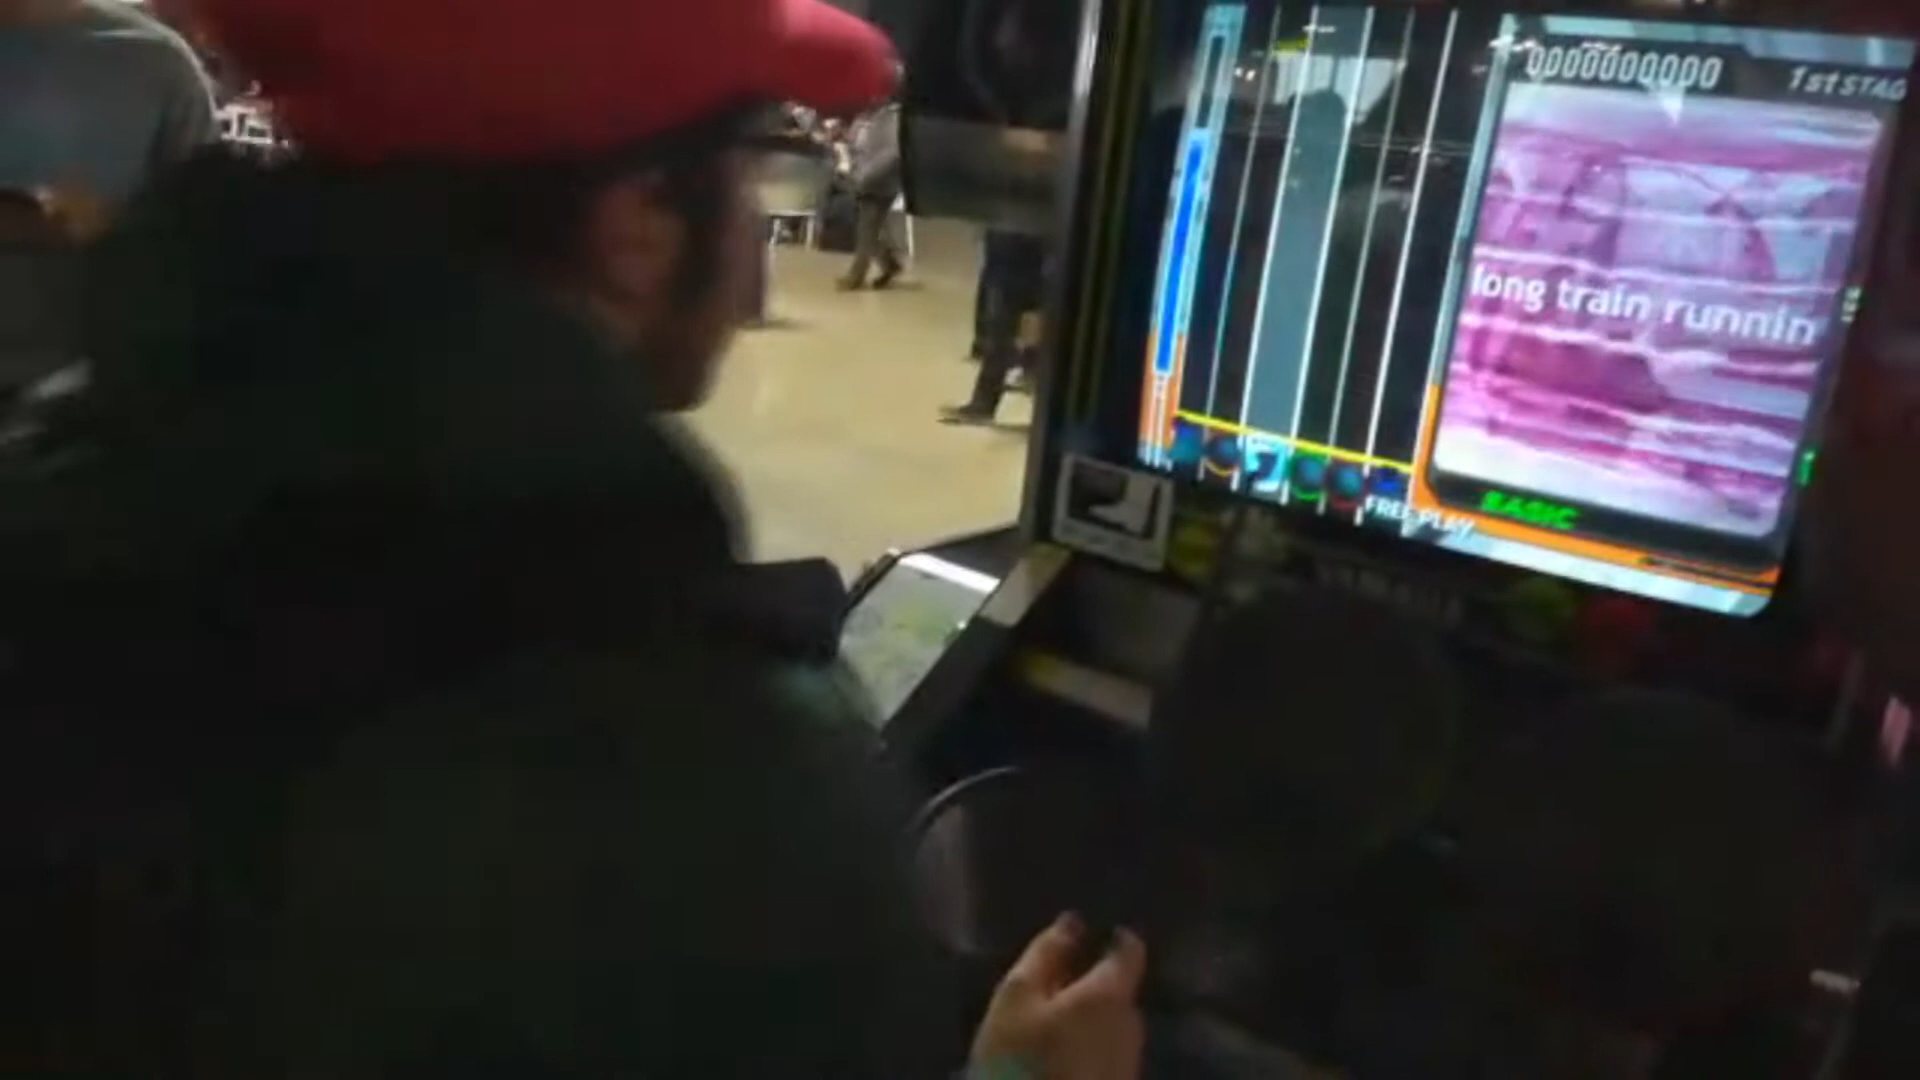 0000000000
1st STAG
long train runnin
BASIC
FREE PLAY